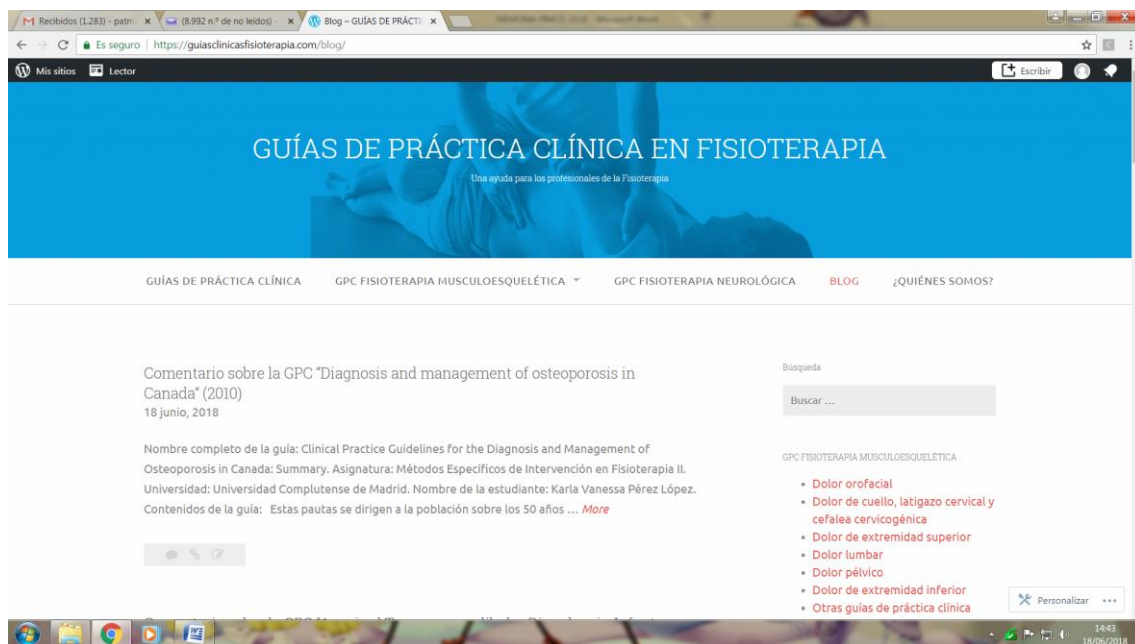 Recibidos (1.283) - patm
(8.992 n.º de no leídos) -
Blog – GUÍAS DE PRÁCTI
MEMORIA PIMCD 2018 - Microsoft Word
Es seguro | https://guiasclinicasfisioterapia.com/blog/
Mis sitios Lector Escribir
GUÍAS DE PRÁCTICA CLÍNICA EN FISIOTERAPIA
Una ayuda para los profesionales de la Fisioterapia
GUÍAS DE PRÁCTICA CLÍNICA GPC FISIOTERAPIA MUSCULOESQUELÉTICA GPC FISIOTERAPIA NEUROLÓGICA BLOG ¿QUIÉNES SOMOS?
Comentario sobre la GPC “Diagnosis and management of osteoporosis in
Canada” (2010)
18 junio, 2018
Nombre completo de la guía: Clinical Practice Guidelines for the Diagnosis and Management of
Osteoporosis in Canada: Summary. Asignatura: Métodos Específicos de Intervención en Fisioterapia II.
Universidad: Universidad Complutense de Madrid. Nombre de la estudiante: Karla Vanessa Pérez López.
Contenidos de la guía: Estas pautas se dirigen a la población sobre los 50 años … More
Búsqueda
Buscar …
GPC FISIOTERAPIA MUSCULOESQUELÉTICA
Dolor orofacial
Dolor de cuello, latigazo cervical y
cefalea cervicogénica
Dolor de extremidad superior
Dolor lumbar
Dolor pélvico
Dolor de extremidad inferior
Otras guías de práctica clínica
Personalizar
14:43
18/06/2018